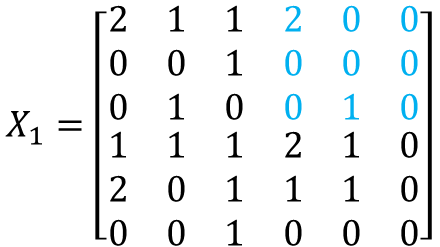 2 1 1 2 0 0
0 0 1 0 0 0
0 1 0 0 1 0
X₁ =
1 1 1 2 1 0
2 0 1 1 1 0
0 0 1 0 0 0